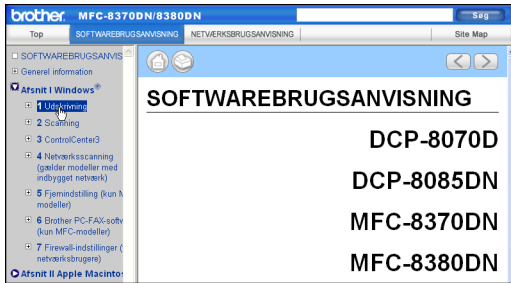 brother MFC-8370DN/8380DN
Søg
Top SOFTWAREBRUGSANVISNING NETVÆRKSBRUGSANVISNING Site Map
SOFTWAREBRUGSANVIS
Generel information
Afsnit I Windows®
1 Udskrivning
2 Scanning
3 ControlCenter3
4 Netværksscanning
(gælder modeller med
indbygget netværk)
5 Fjernindstilling (kun M
modeller)
6 Brother PC-FAX-softw
(kun MFC-modeller)
7 Firewall-indstillinger (
netværksbrugere)
Afsnit II Apple Macintos
SOFTWAREBRUGSANVISNING
DCP-8070D
DCP-8085DN
MFC-8370DN
MFC-8380DN